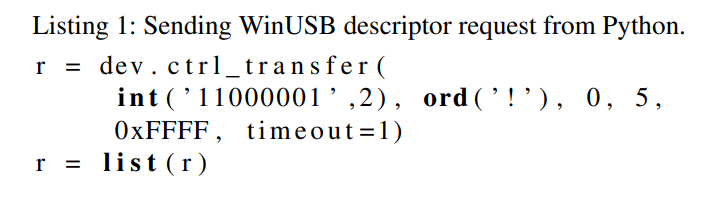 Listing 1: Sending WinUSB descriptor request from Python.
r = dev.ctrl_transfer(
int(’11000001’,2), ord(’!’), 0, 5,
0xFFFF, timeout=1)
r = list(r)